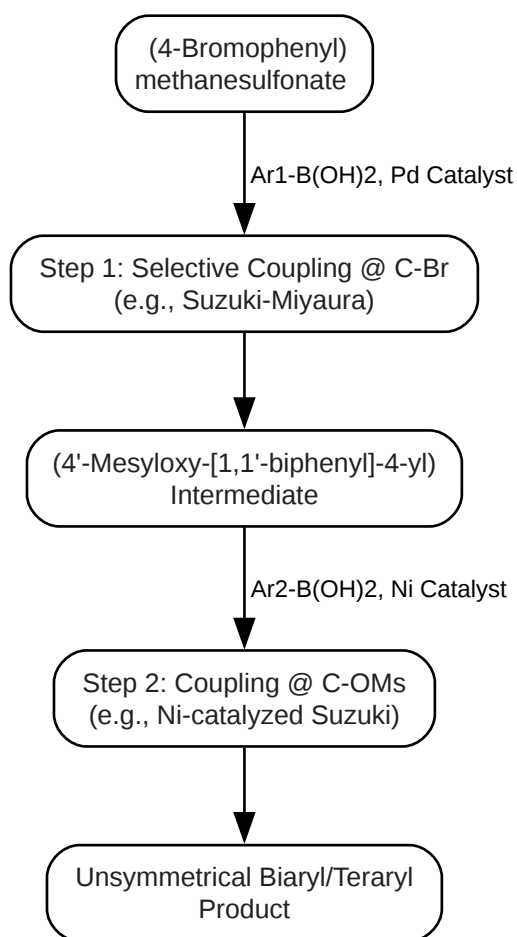 (4-Bromophenyl)
methanesulfonate
Ar1-B(OH)2, Pd Catalyst
Step 1: Selective Coupling @ C-Br
(e.g., Suzuki-Miyaura)
(4'-Mesyloxy-[1,1'-biphenyl]-4-yl)
Intermediate
Ar2-B(OH)2, Ni Catalyst
Step 2: Coupling @ C-OMs
(e.g., Ni-catalyzed Suzuki)
Unsymmetrical Biaryl/Teraryl
Product